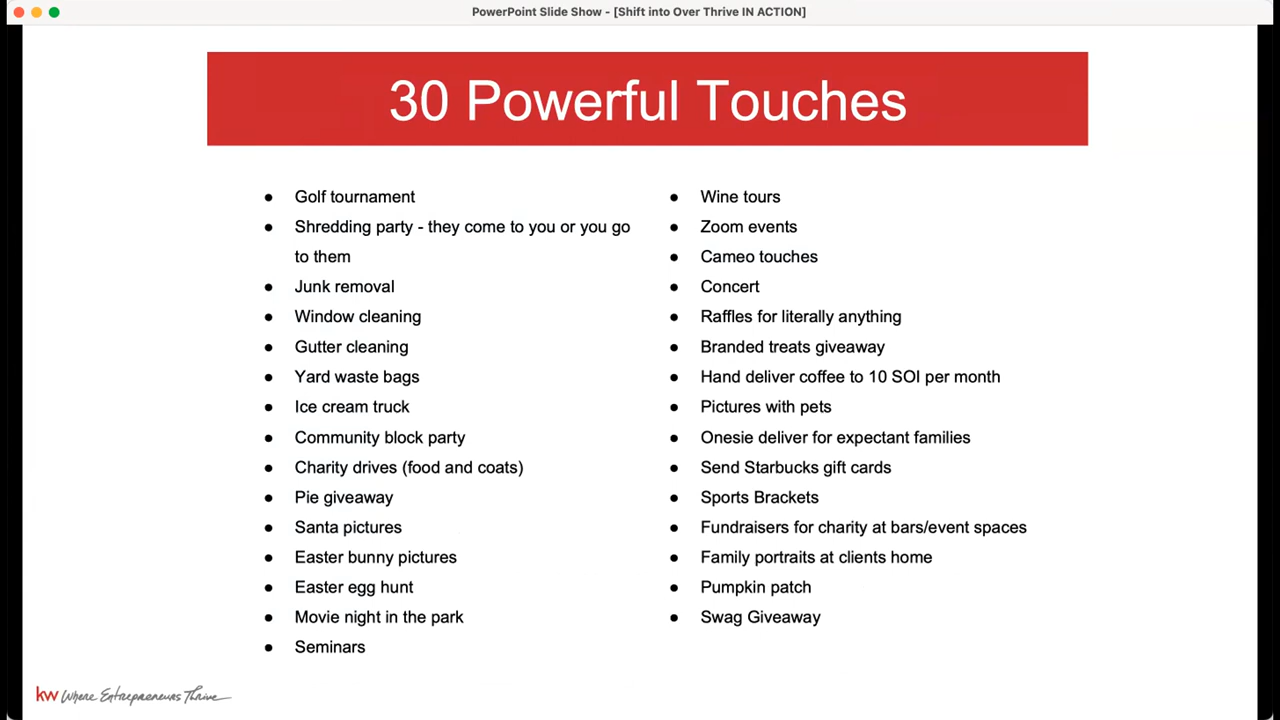 PowerPoint Slide Show - [Shift into Over Thrive IN ACTION]
30 Powerful Touches
● Golf tournament
● Shredding party - they come to you or you go
to them
● Junk removal
● Window cleaning
● Gutter cleaning
● Yard waste bags
● Ice cream truck
● Community block party
● Charity drives (food and coats)
● Pie giveaway
● Santa pictures
● Easter bunny pictures
● Easter egg hunt
● Movie night in the park
● Seminars
● Wine tours
● Zoom events
● Cameo touches
● Concert
● Raffles for literally anything
● Branded treats giveaway
● Hand deliver coffee to 10 SOI per month
● Pictures with pets
● Onesie deliver for expectant families
● Send Starbucks gift cards
● Sports Brackets
● Fundraisers for charity at bars/event spaces
● Family portraits at clients home
● Pumpkin patch
● Swag Giveaway
kw Where Entrepreneurs Thrive